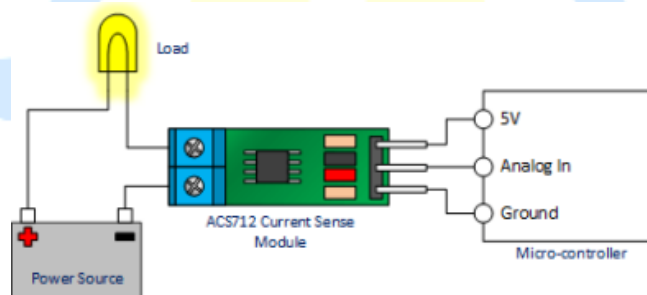 Load
5V
Analog In
Ground
ACS712 Current Sense
Module
Micro-controller
+
-
Power Source